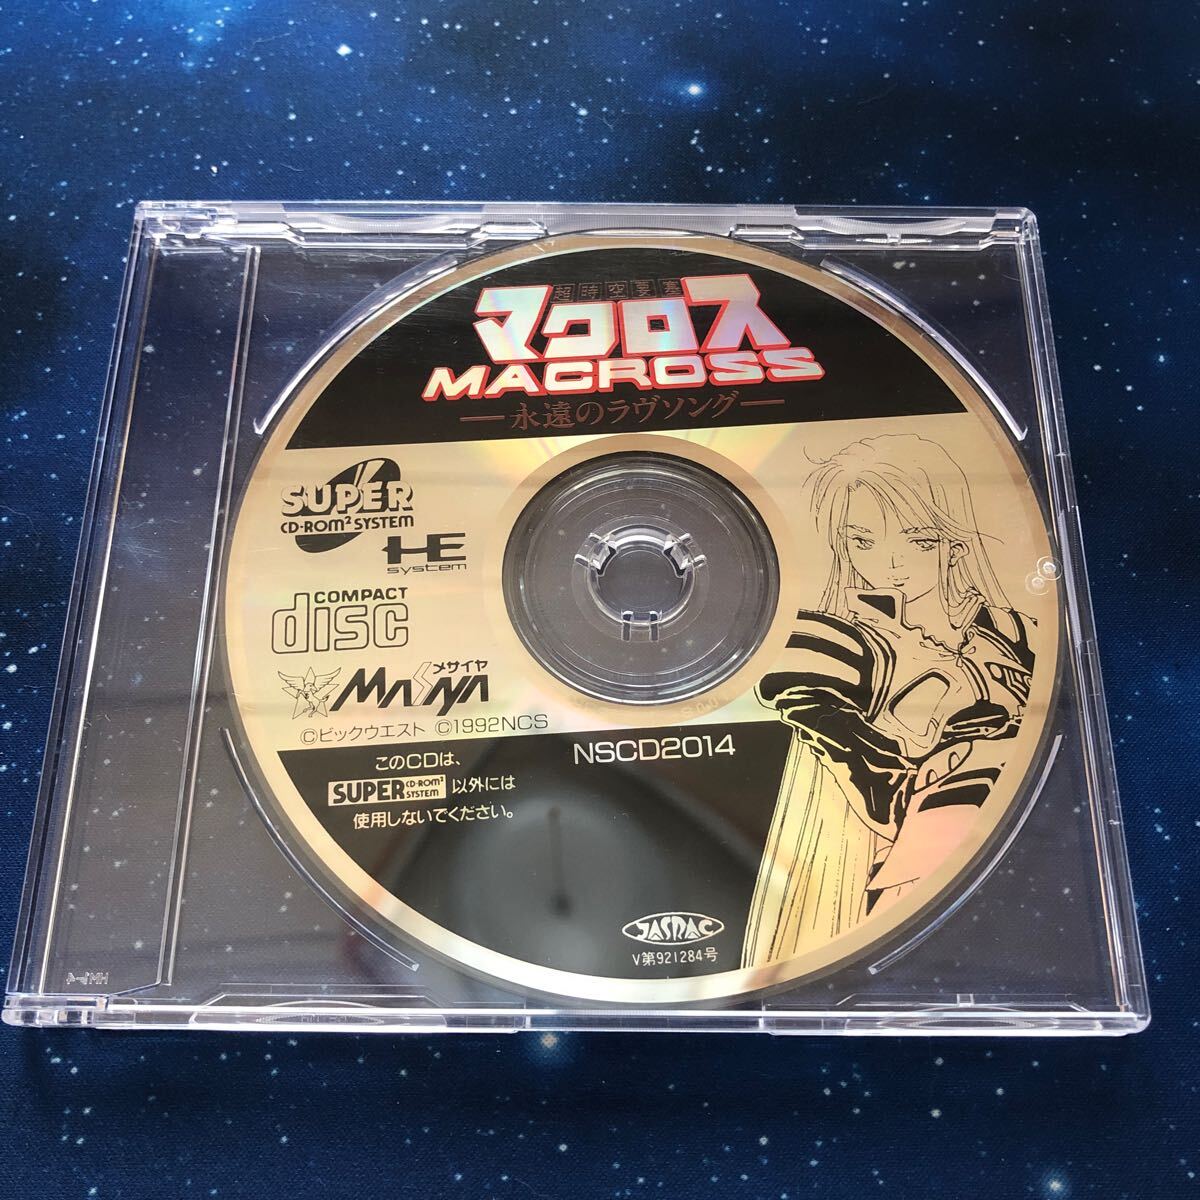 超時空要塞
マクロス
MACROSS
—永遠のラヴソング—
SUPER
CD-ROM² SYSTEM
HE
system
COMPACT
disc
メサイヤ
MASAYA
©ビックウエスト ©1992NCS
このCDは、
SUPER CD-ROM² SYSTEM 以外には
使用しないでください。
NSCD2014
JASRAC
V第921284号